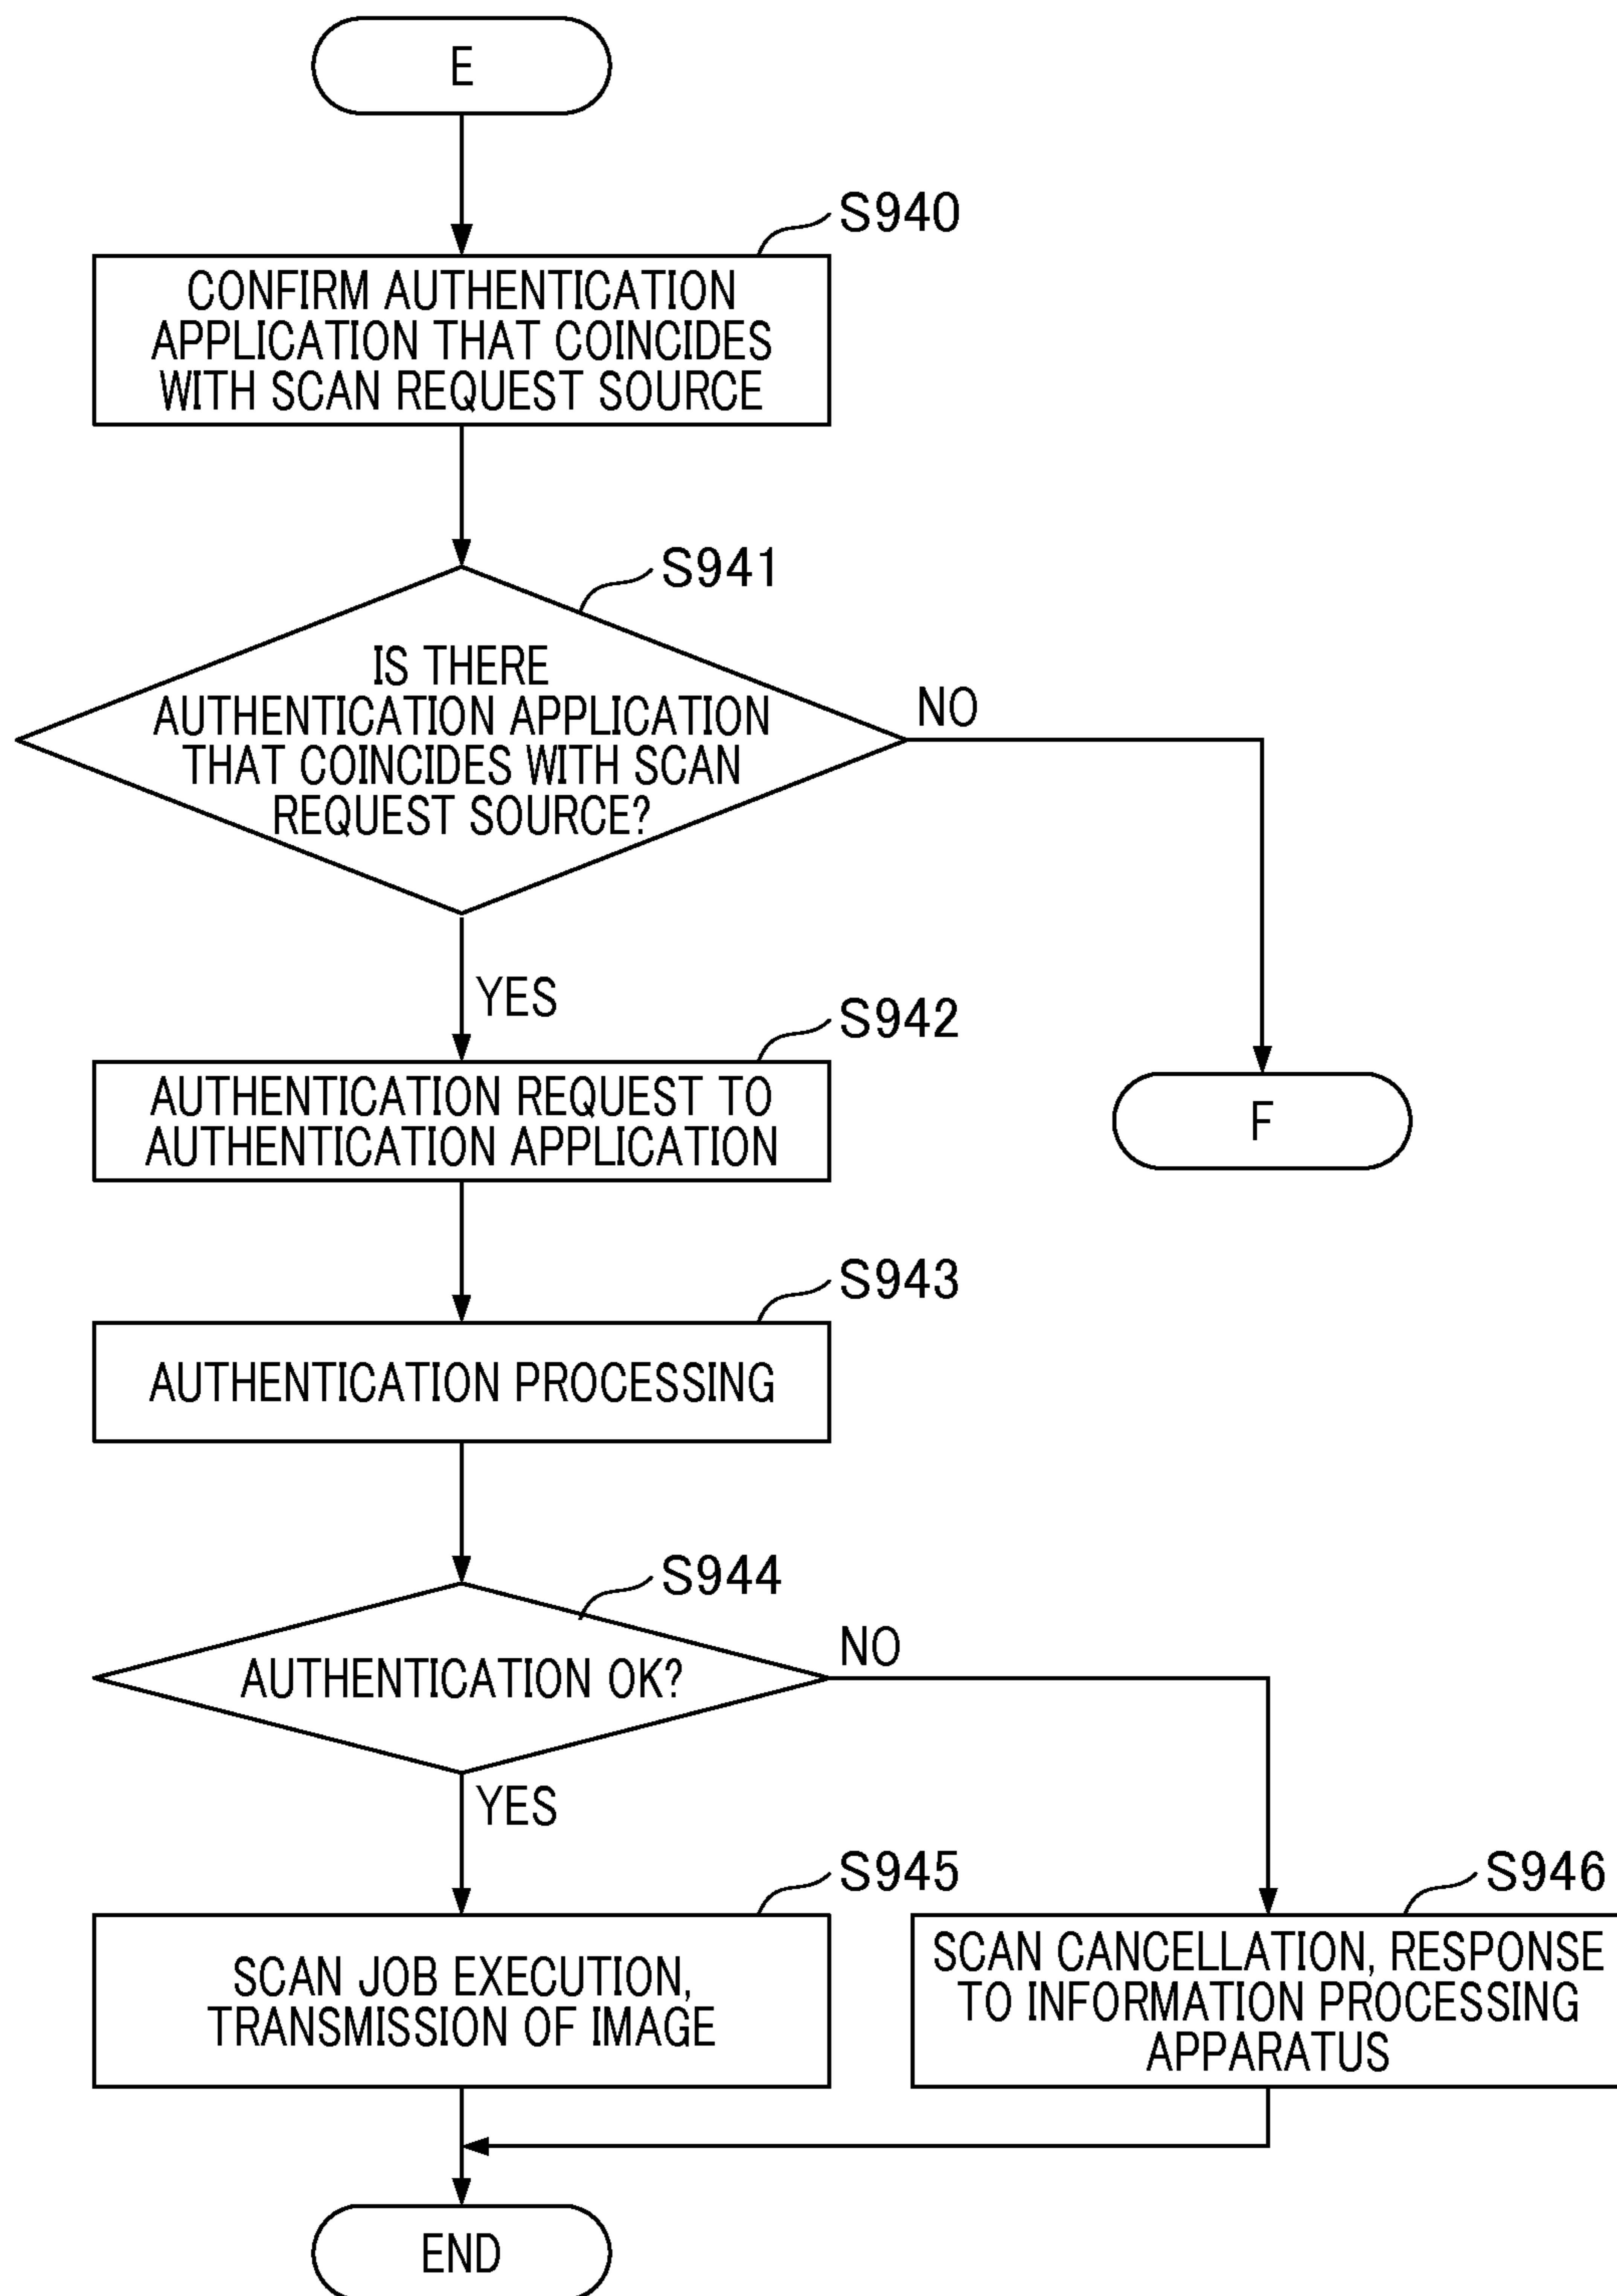 E
S940
CONFIRM AUTHENTICATION
APPLICATION THAT COINCIDES
WITH SCAN REQUEST SOURCE
S941
IS THERE
AUTHENTICATION APPLICATION
THAT COINCIDES WITH SCAN
REQUEST SOURCE?
NO
YES
S942
AUTHENTICATION REQUEST TO
AUTHENTICATION APPLICATION
F
S943
AUTHENTICATION PROCESSING
S944
AUTHENTICATION OK?
NO
YES
S945
SCAN JOB EXECUTION,
TRANSMISSION OF IMAGE
S946
SCAN CANCELLATION, RESPONSE
TO INFORMATION PROCESSING
APPARATUS
END